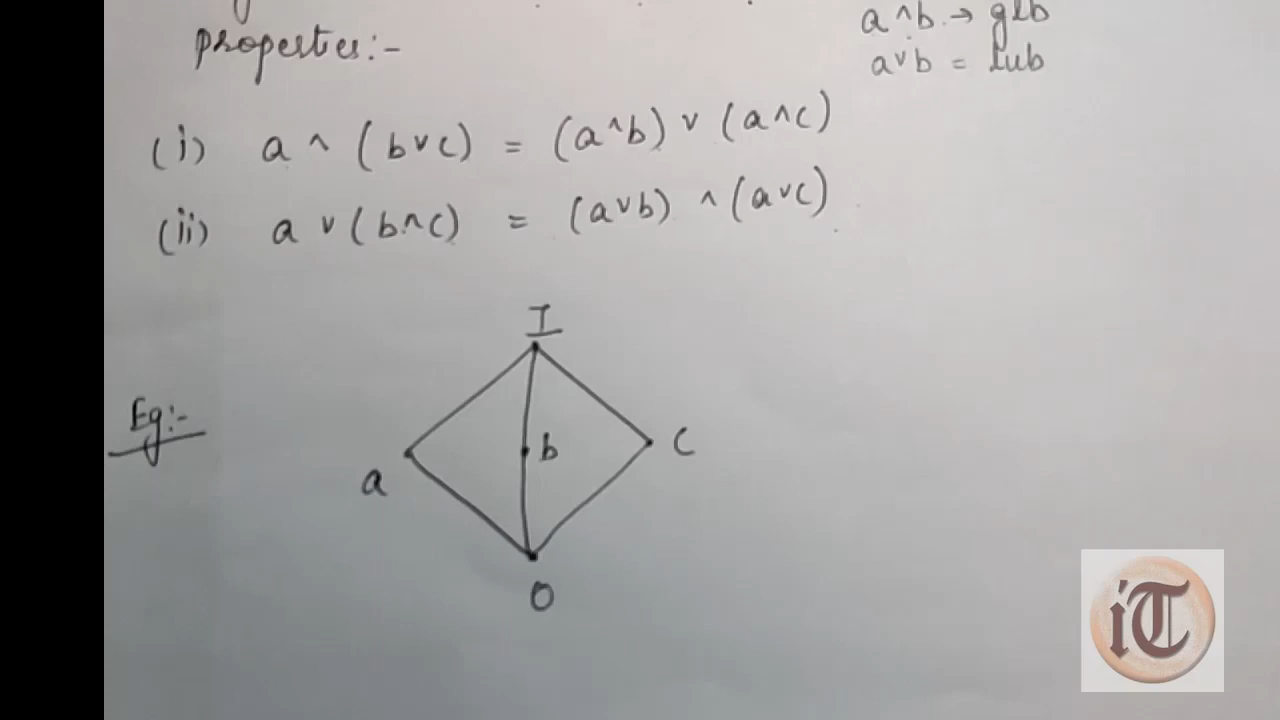 properties:-
a ∧ b → glb
a ∨ b = lub
(i) a ∧ (b ∨ c) = (a ∧ b) ∨ (a ∧ c)
(ii) a ∨ (b ∧ c) = (a ∨ b) ∧ (a ∨ c)
I
Eg:-
b
c
a
O
iT